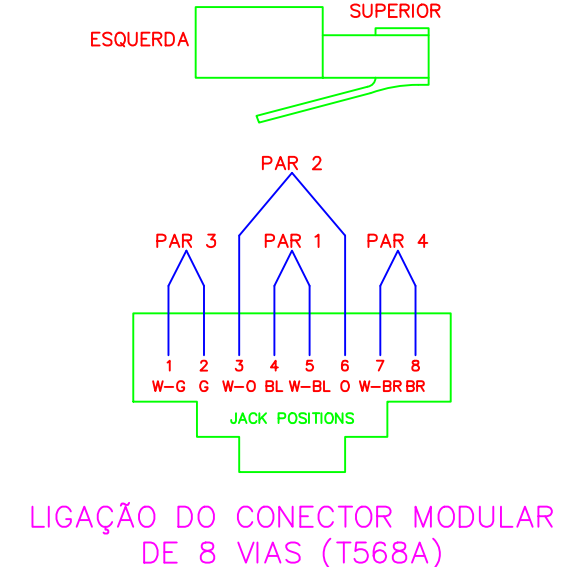 SUPERIOR
ESQUERDA
PAR 2
PAR 3 PAR 1 PAR 4
1 2 3 4 5 6 7 8
W-G G W-O BL W-BL O W-BR BR
JACK POSITIONS
LIGAÇÃO DO CONECTOR MODULAR
DE 8 VIAS (T568A)